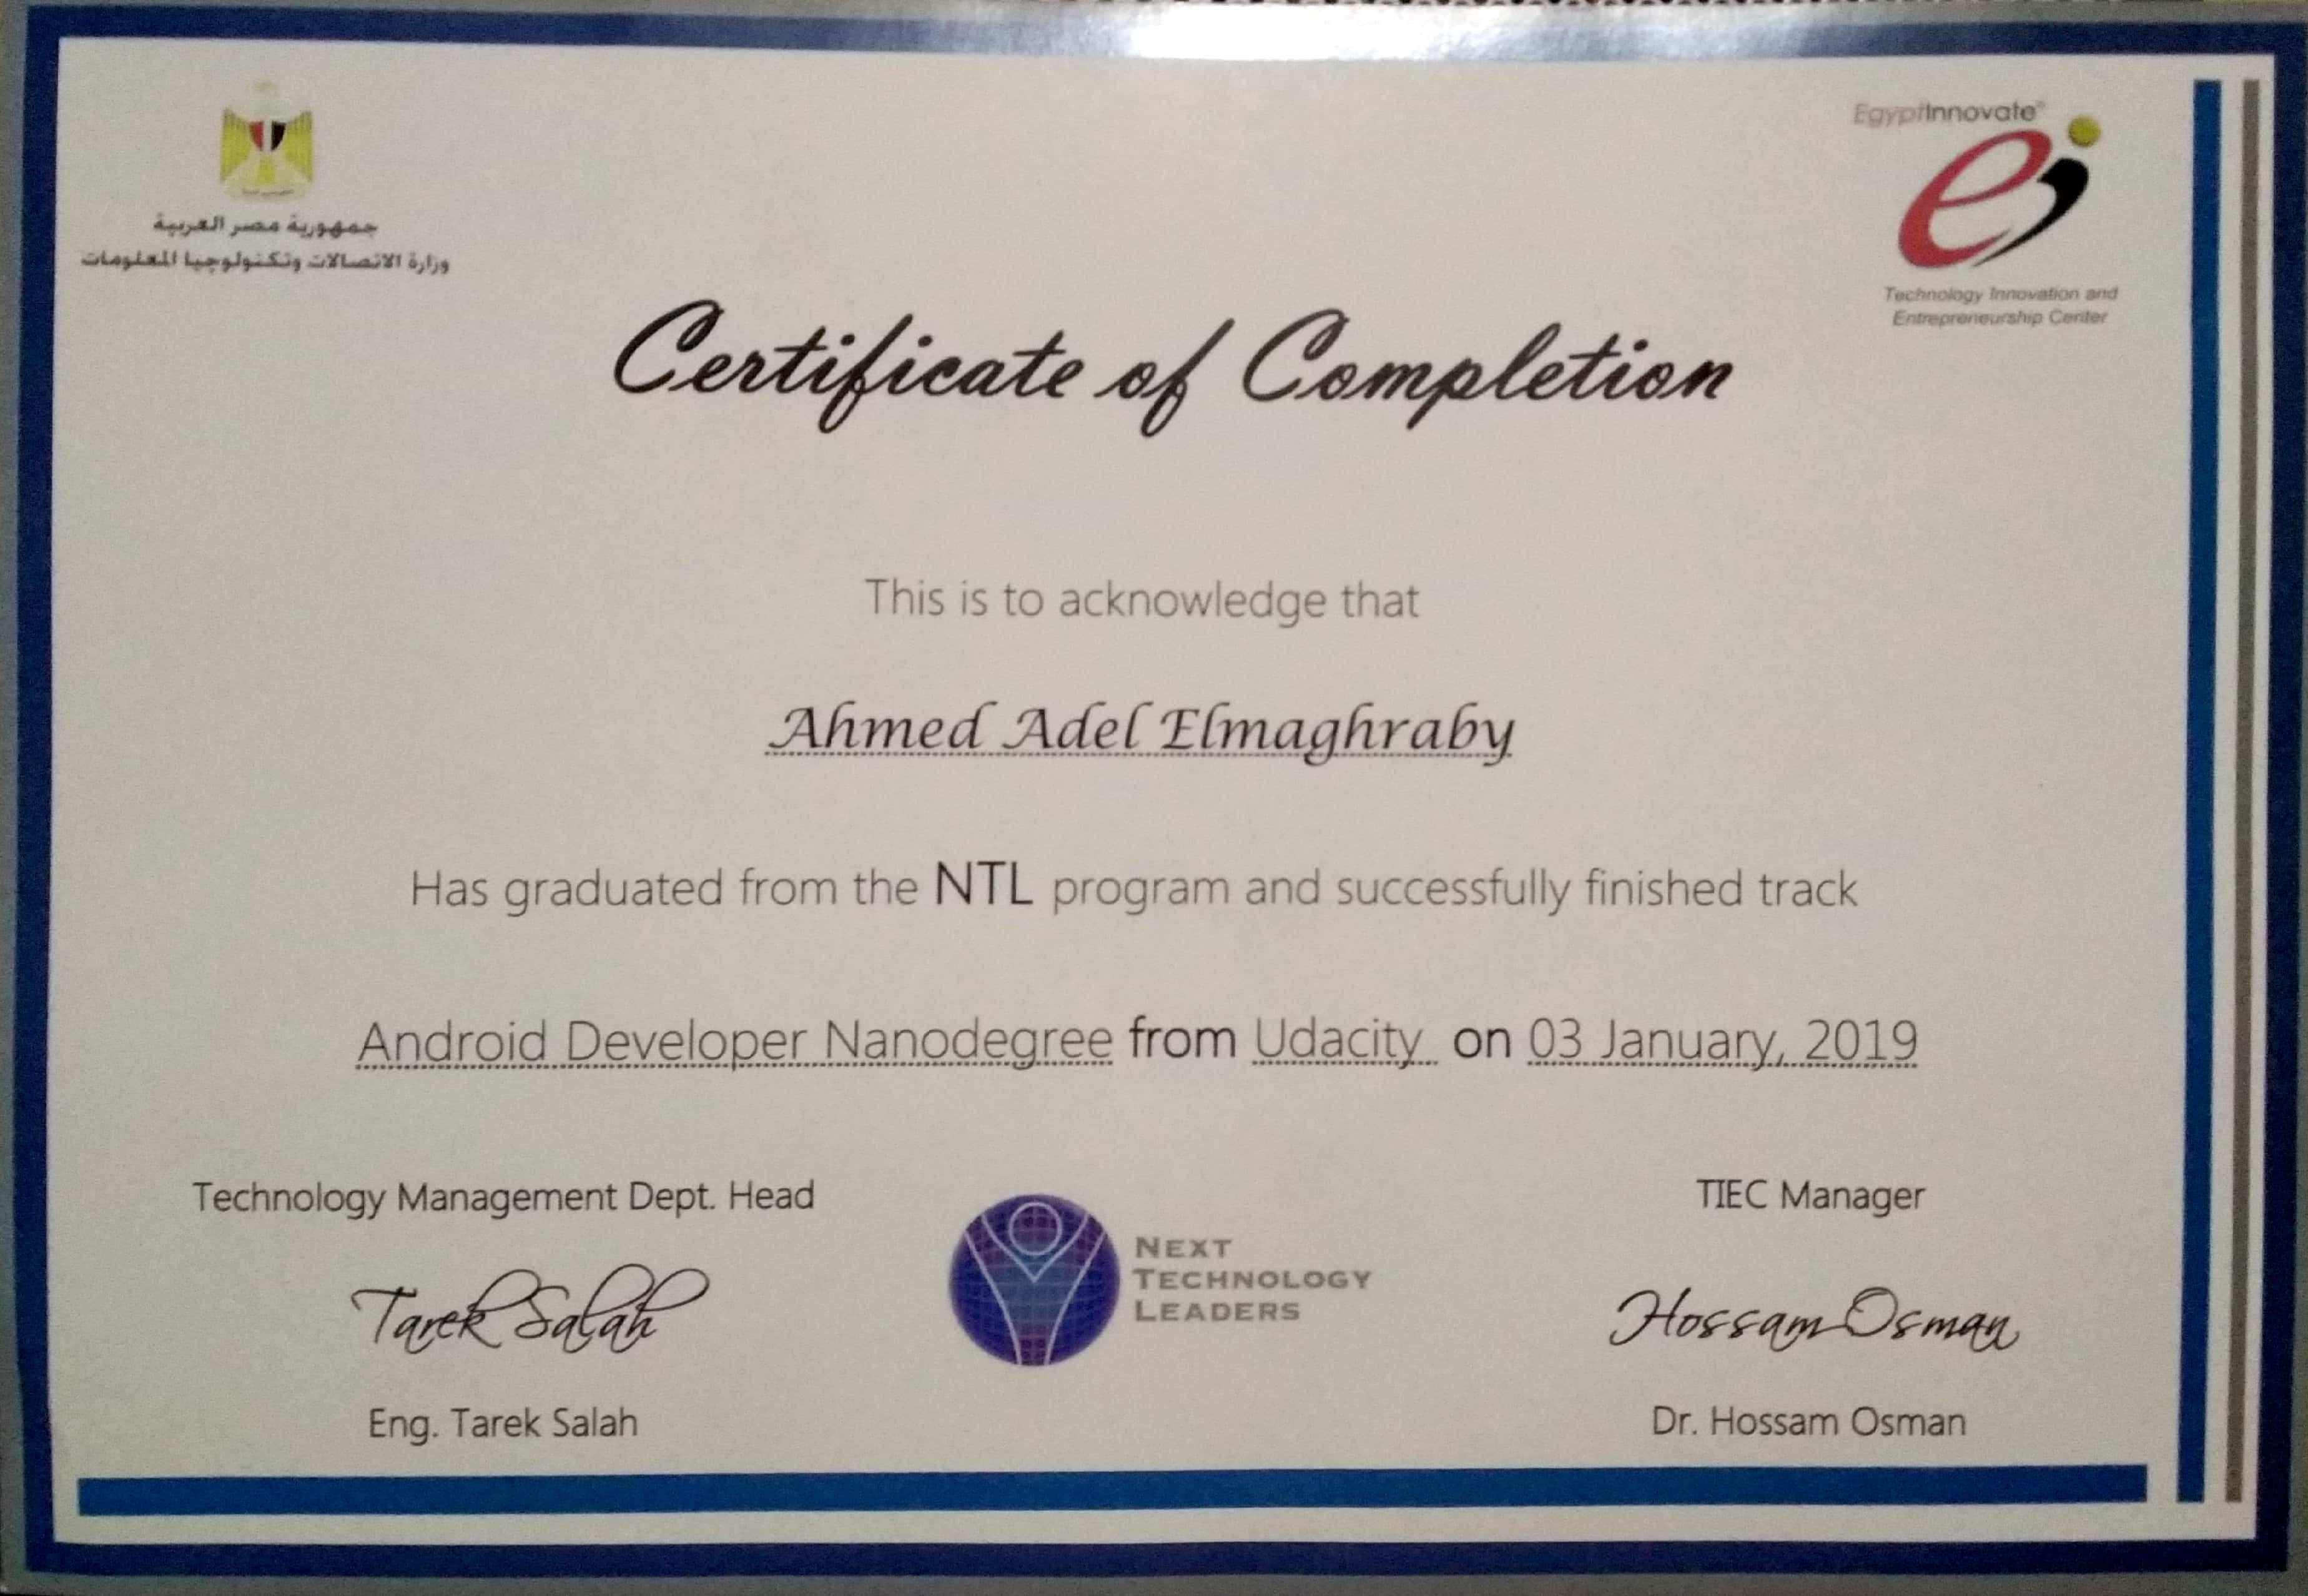 جمهورية مصر العربية
وزارة الاتصالات وتكنولوجيا المعلومات
EgyptInnovate®
ei
Technology Innovation and
Entrepreneurship Center
Certificate of Completion
This is to acknowledge that
Ahmed Adel Elmaghraby
Has graduated from the NTL program and successfully finished track
Android Developer Nanodegree from Udacity on 03 January, 2019
Technology Management Dept. Head
Tarek Salah
Eng. Tarek Salah
NEXT
TECHNOLOGY
LEADERS
TIEC Manager
Hossam Osman
Dr. Hossam Osman